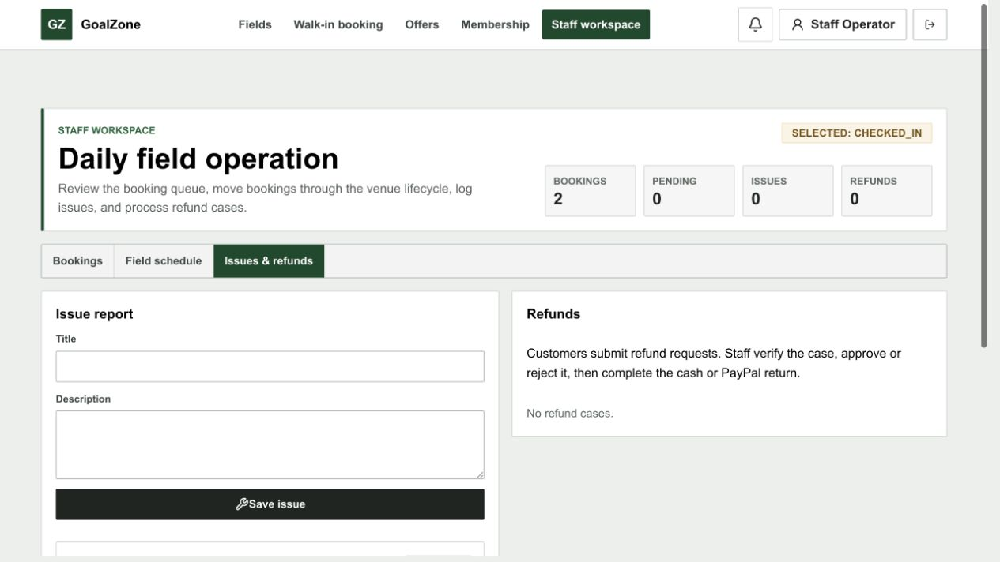 GZ GoalZone
Fields
Walk-in booking
Offers
Membership
Staff workspace
Staff Operator
STAFF WORKSPACE
SELECTED: CHECKED_IN
Daily field operation
Review the booking queue, move bookings through the venue lifecycle, log
issues, and process refund cases.
BOOKINGS
2
PENDING
0
ISSUES
0
REFUNDS
0
Bookings
Field schedule
Issues & refunds
Issue report
Title
Description
Save issue
Refunds
Customers submit refund requests. Staff verify the case, approve or
reject it, then complete the cash or PayPal return.
No refund cases.